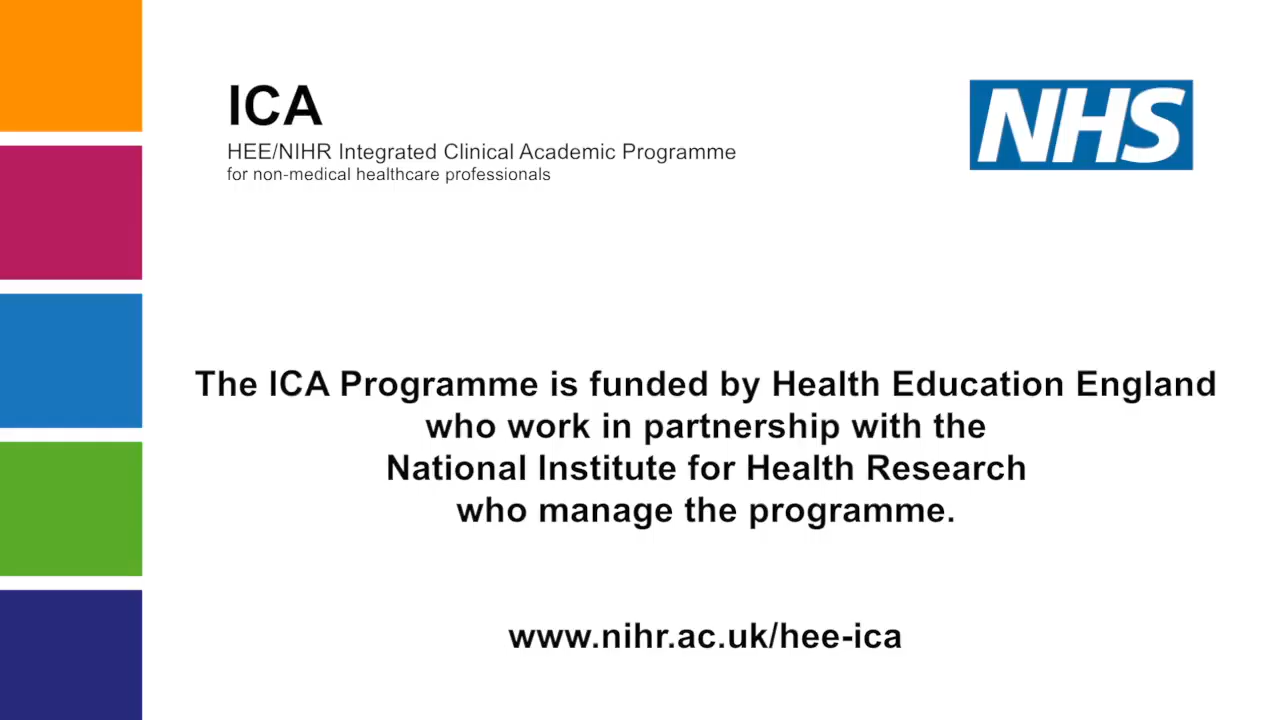 ICA
HEE/NIHR Integrated Clinical Academic Programme
for non-medical healthcare professionals
NHS
The ICA Programme is funded by Health Education England
who work in partnership with the
National Institute for Health Research
who manage the programme.
www.nihr.ac.uk/hee-ica